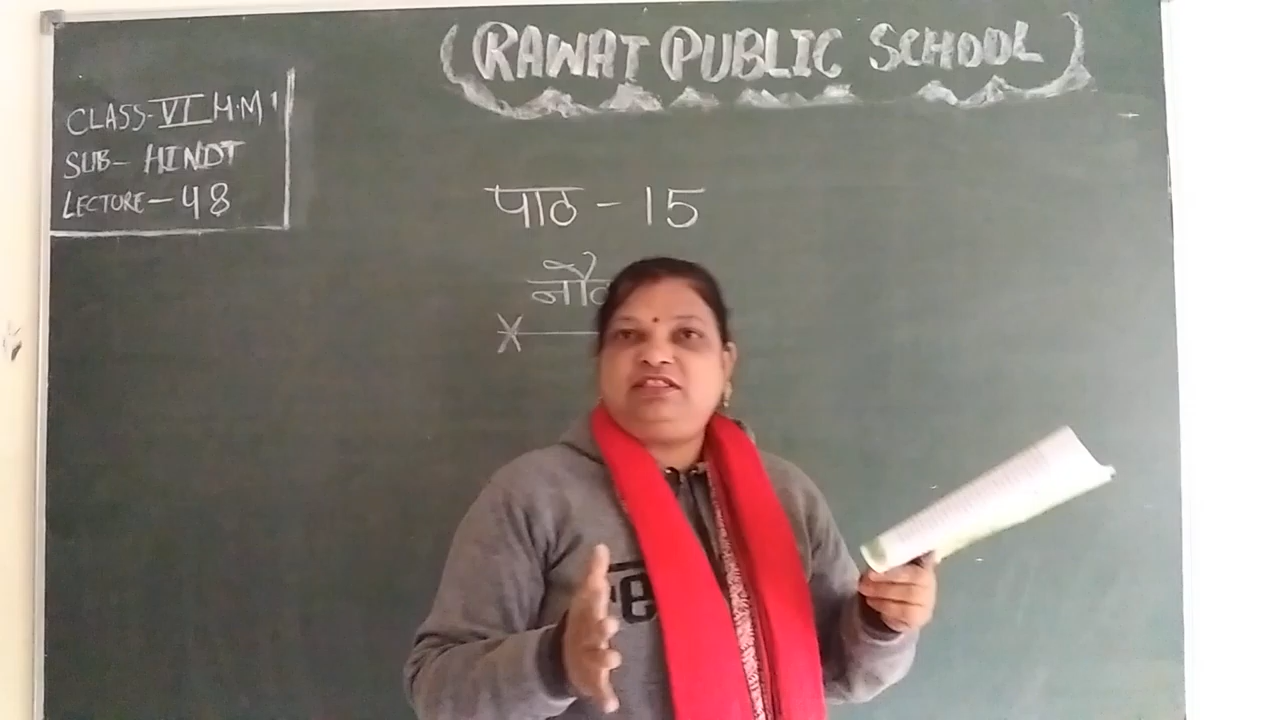 (RAWAT PUBLIC SCHOOL)
CLASS-VI H.M
SUB- HINDI
LECTURE-48
पाठ - 15